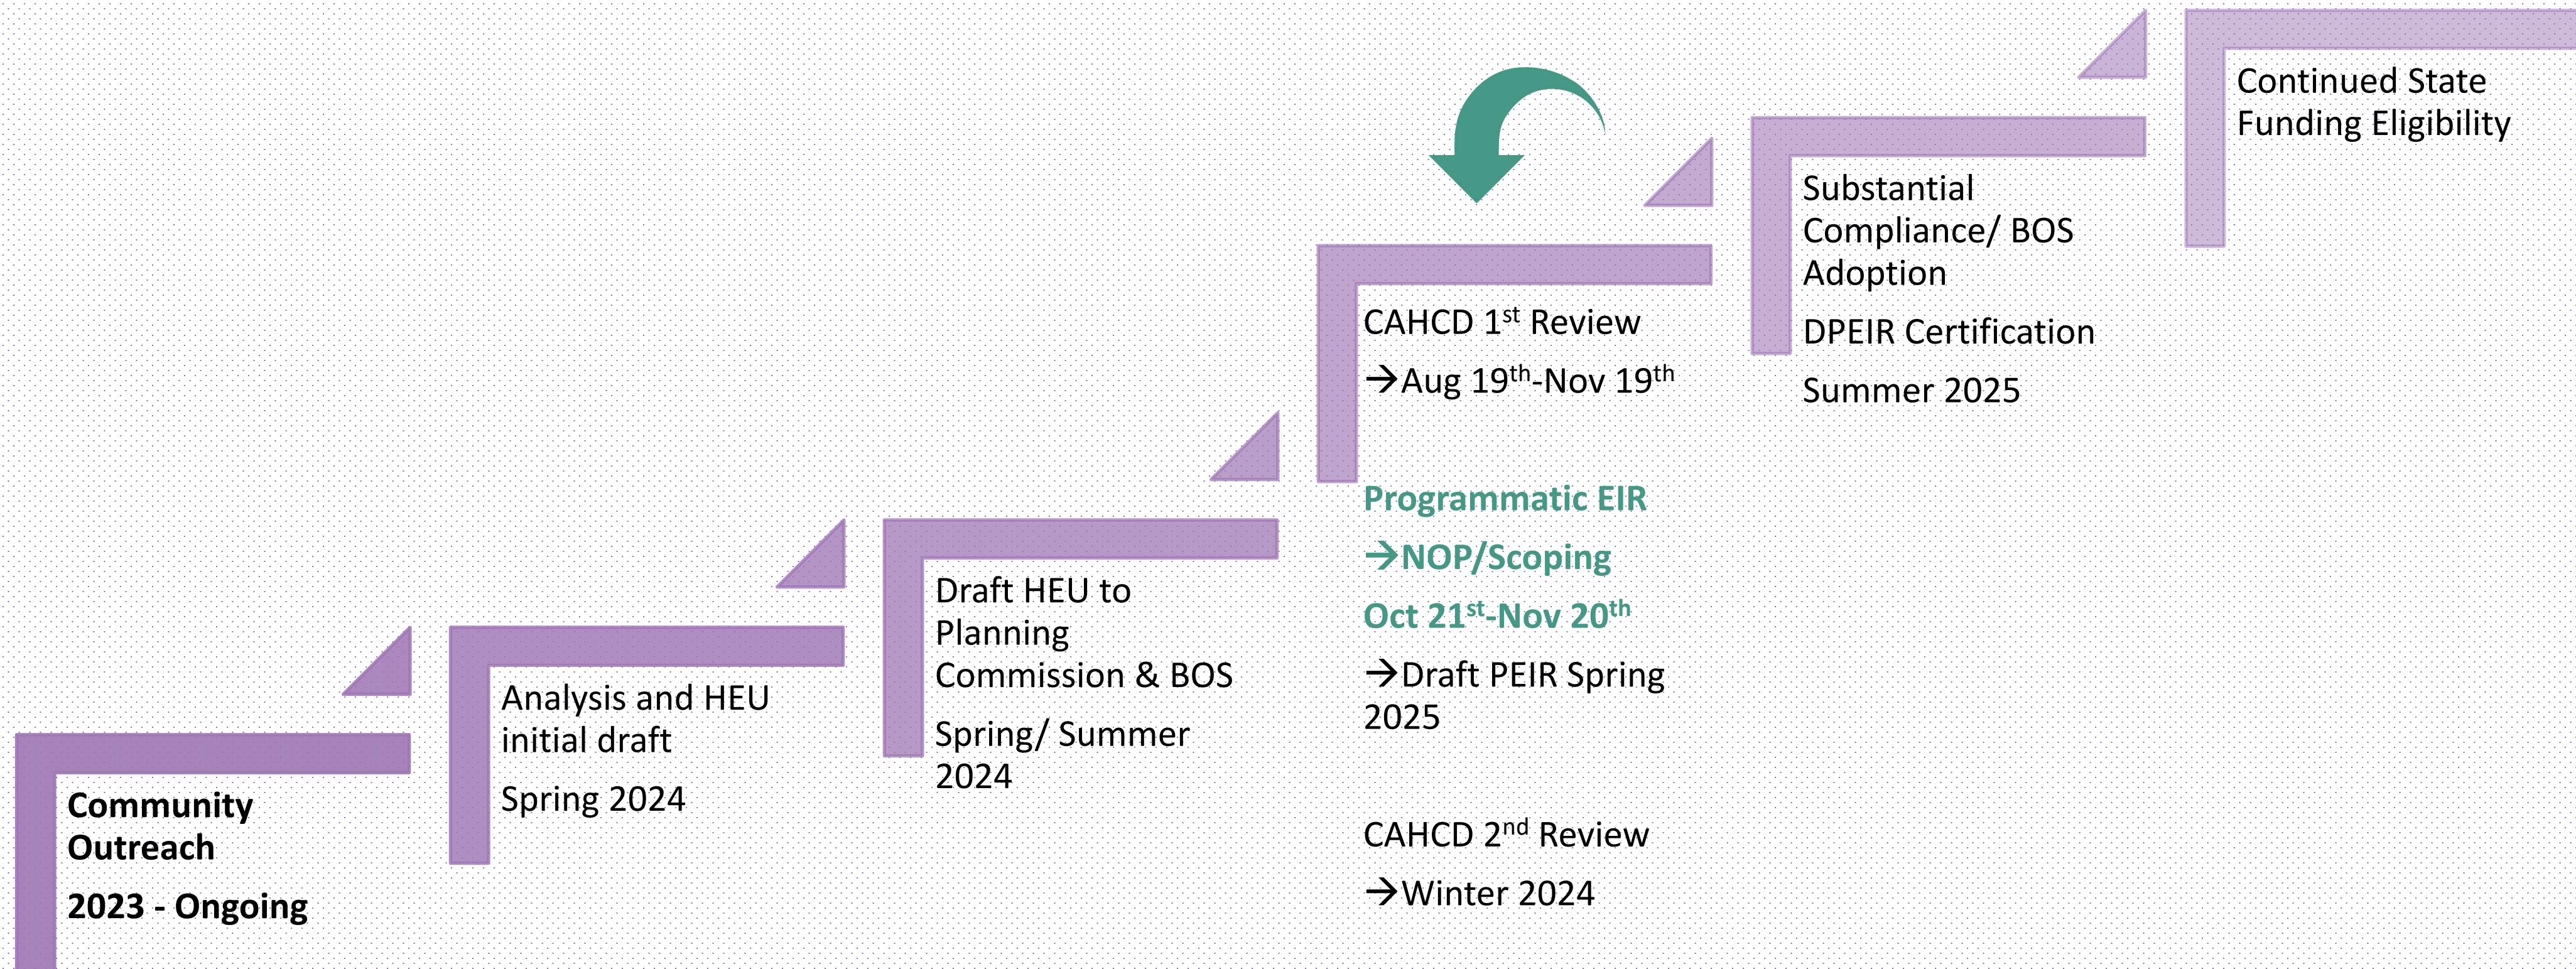 Community
Outreach
2023 - Ongoing
Analysis and HEU
initial draft
Spring 2024
Draft HEU to
Planning
Commission & BOS
Spring/ Summer
2024
CAHCD 1st Review
→Aug 19th-Nov 19th
Programmatic EIR
→NOP/Scoping
Oct 21st-Nov 20th
→Draft PEIR Spring
2025
CAHCD 2nd Review
→Winter 2024
Substantial
Compliance/ BOS
Adoption
DPEIR Certification
Summer 2025
Continued State
Funding Eligibility